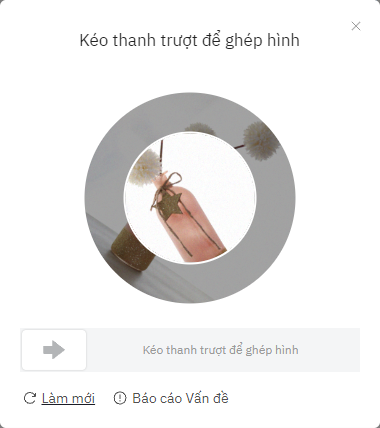 Kéo thanh trượt để ghép hình
Kéo thanh trượt để ghép hình
Làm mới Báo cáo Vấn đề